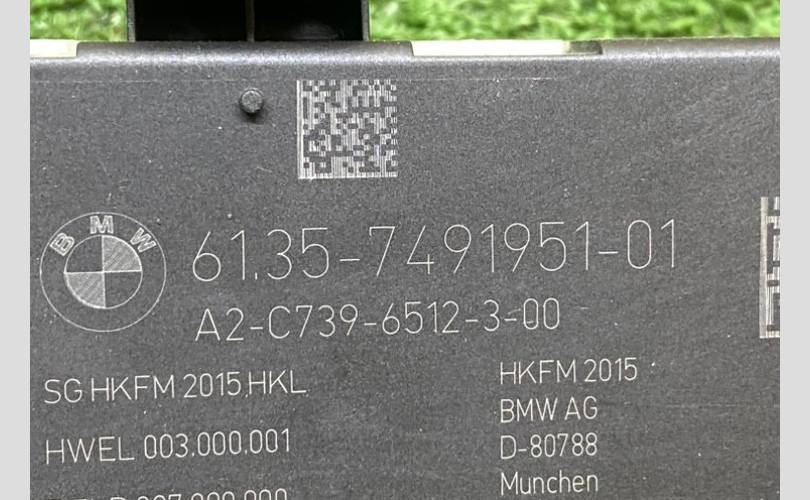 BMW
61.35-7491951-01
A2-C739-6512-3-00
SG HKFM 2015.HKL
HWEL 003.000.001
HKFM 2015
BMW AG
D-80788
Munchen